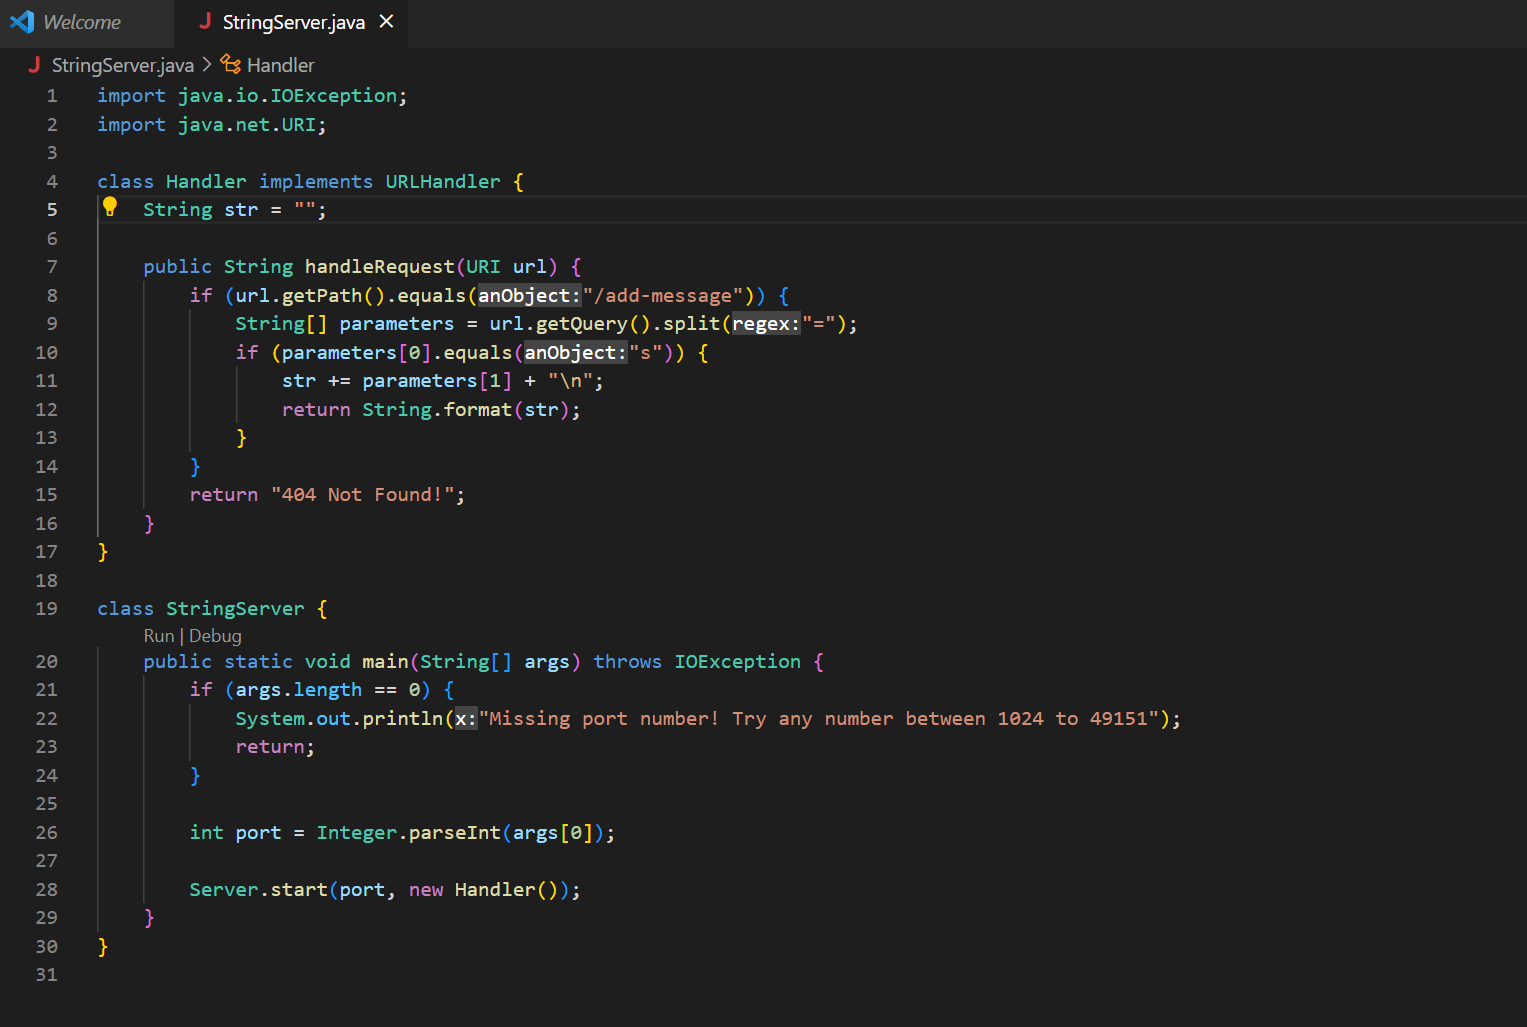 Welcome J StringServer.java ×
J StringServer.java > Handler
1 import java.io.IOException;
2 import java.net.URI;
3
4 class Handler implements URLHandler {
5     String str = "";
6
7     public String handleRequest(URI url) {
8         if (url.getPath().equals(anObject:"/add-message")) {
9             String[] parameters = url.getQuery().split(regex:"=");
10             if (parameters[0].equals(anObject:"s")) {
11                 str += parameters[1] + "\n";
12                 return String.format(str);
13             }
14         }
15         return "404 Not Found!";
16     }
17 }
18
19 class StringServer {
Run | Debug
20     public static void main(String[] args) throws IOException {
21         if (args.length == 0) {
22             System.out.println(x:"Missing port number! Try any number between 1024 to 49151");
23             return;
24         }
25
26         int port = Integer.parseInt(args[0]);
27
28         Server.start(port, new Handler());
29     }
30 }
31